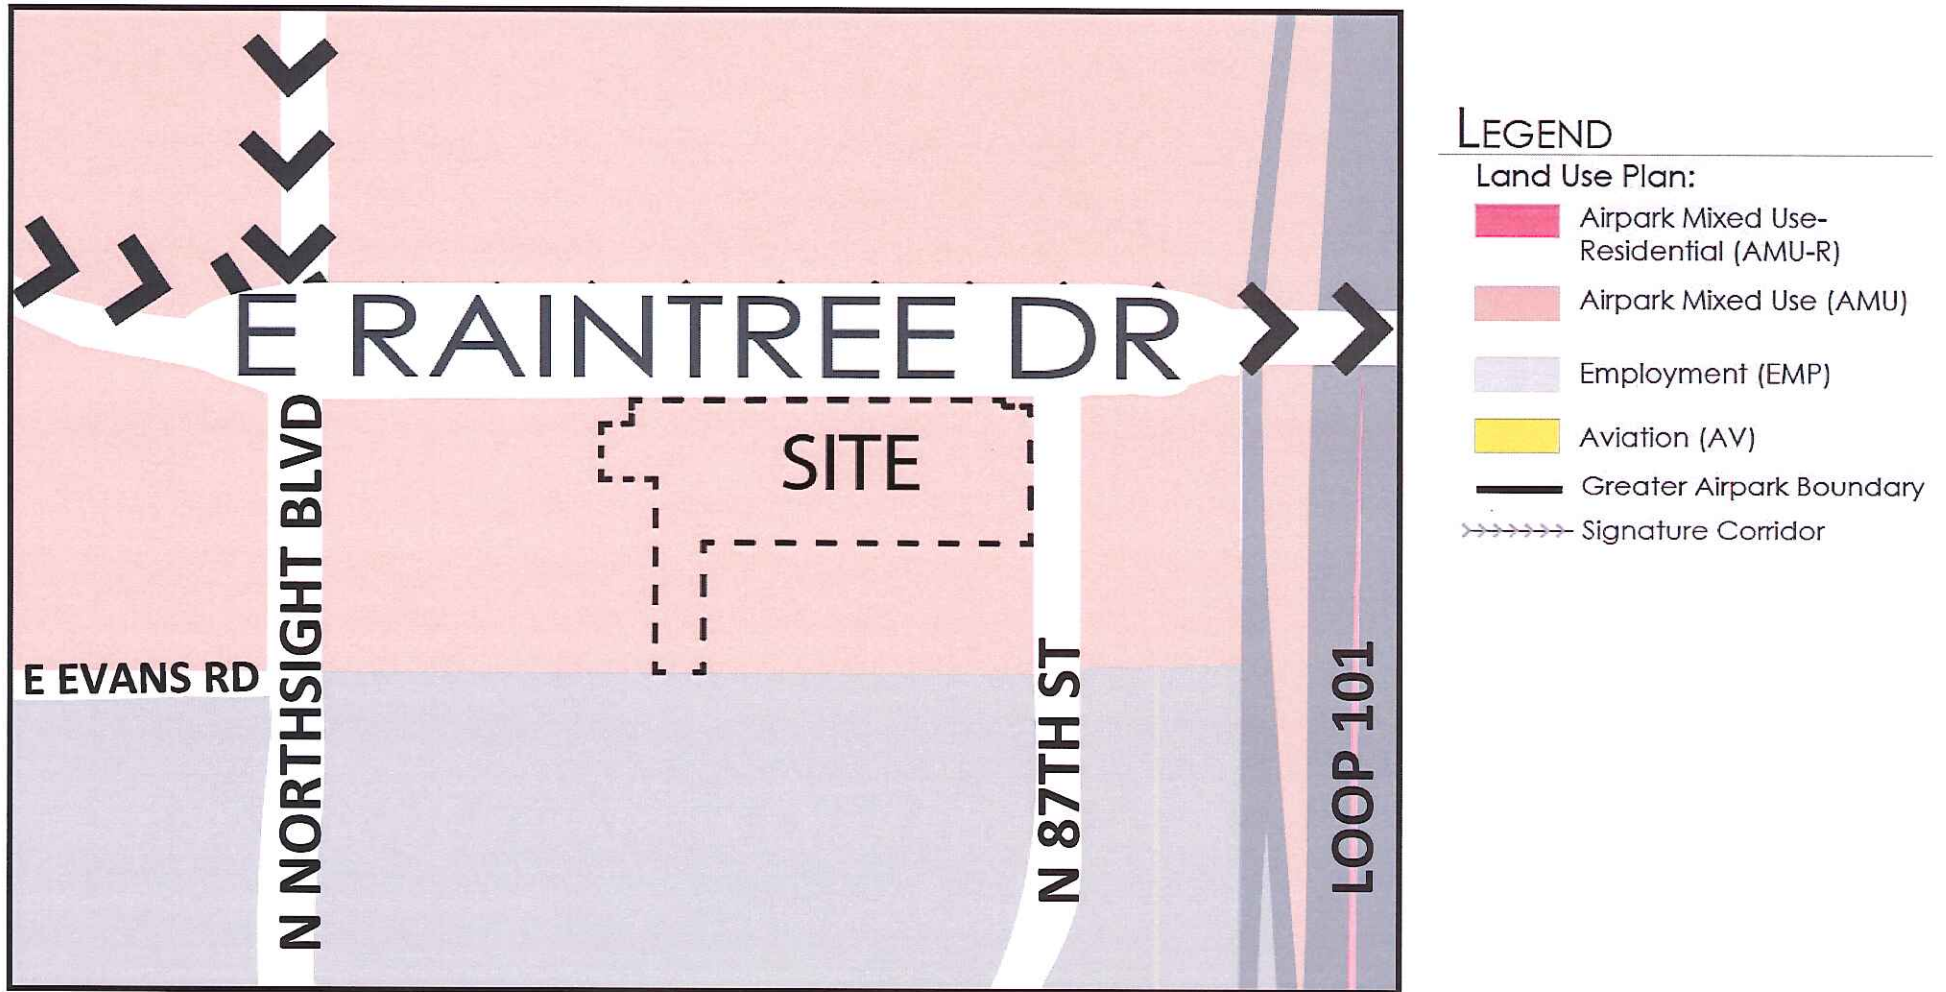 E RAINTREE DR
SITE
N NORTHSIGHT BLVD
E EVANS RD
N 87TH ST
LOOP 101
LEGEND
Land Use Plan:
Airpark Mixed Use-
Residential (AMU-R)
Airpark Mixed Use (AMU)
Employment (EMP)
Aviation (AV)
Greater Airpark Boundary
Signature Corridor